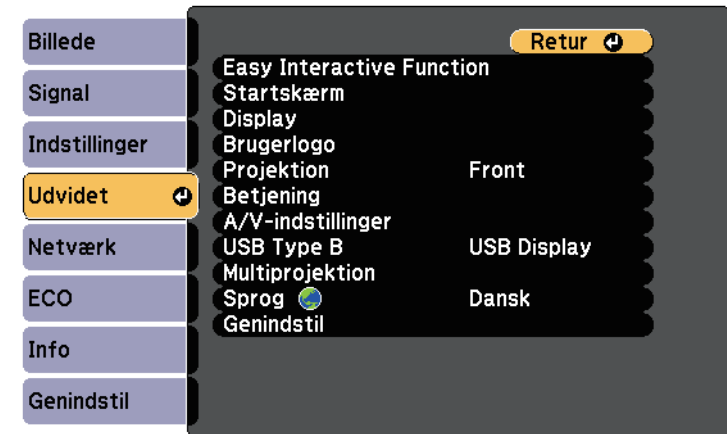 Billede
Signal
Indstillinger
Udvidet
Netværk
ECO
Info
Genindstil
Retur
Easy Interactive Function
Startskærm
Display
Brugerlogo
Projektion Front
Betjening
A/V-indstillinger
USB Type B USB Display
Multiprojektion
Sprog Dansk
Genindstil